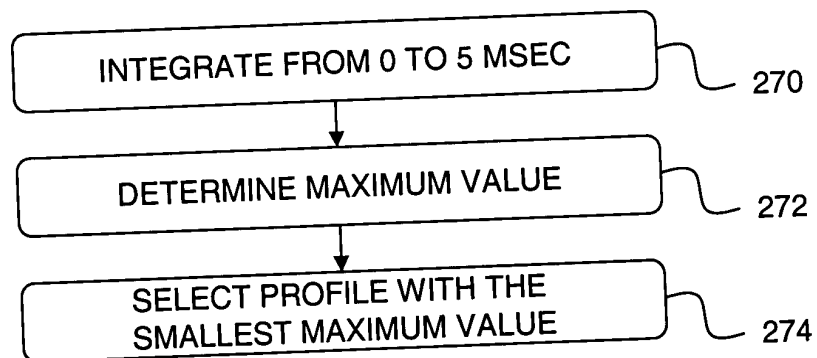 INTEGRATE FROM 0 TO 5 MSEC
270
DETERMINE MAXIMUM VALUE
272
SELECT PROFILE WITH THE
SMALLEST MAXIMUM VALUE
274